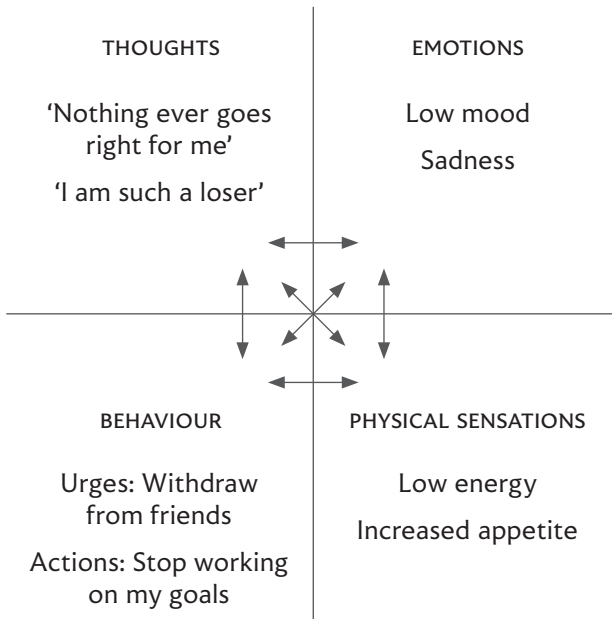 THOUGHTS
'Nothing ever goes
right for me'
'I am such a loser'
EMOTIONS
Low mood
Sadness
BEHAVIOUR
Urges: Withdraw
from friends
Actions: Stop working
on my goals
PHYSICAL SENSATIONS
Low energy
Increased appetite